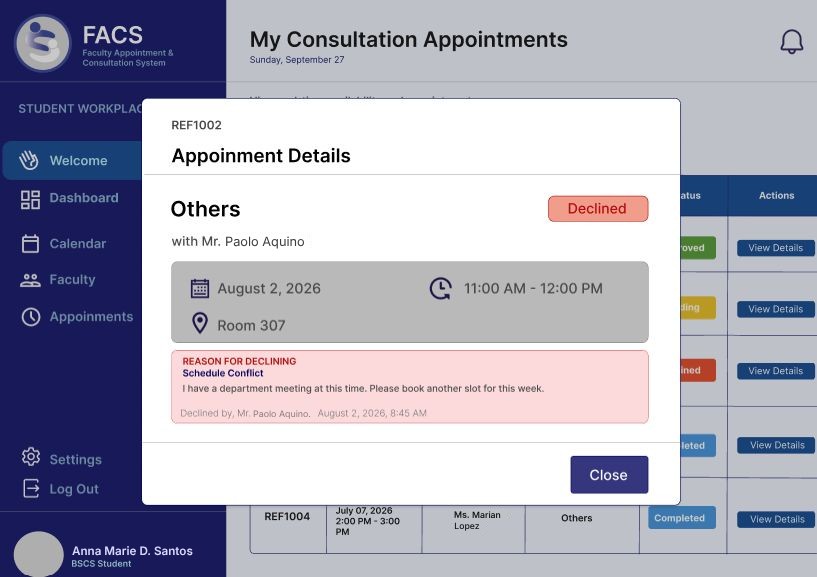 FACS
Faculty Appointment &
Consultation System
STUDENT WORKPLAC
Welcome
Dashboard
Calendar
Faculty
Appoinments
Settings
Log Out
Anna Marie D. Santos
BSCS Student
My Consultation Appointments
Sunday, September 27
REF1002
Appoinment Details
Others
Declined
with Mr. Paolo Aquino
August 2, 2026
11:00 AM - 12:00 PM
Room 307
REASON FOR DECLINING
Schedule Conflict
I have a department meeting at this time. Please book another slot for this week.
Declined by, Mr. Paolo Aquino. August 2, 2026, 8:45 AM
Close
atus
Actions
oved
View Details
ding
View Details
ined
View Details
leted
View Details
REF1004
July 07, 2026
2:00 PM - 3:00
PM
Ms. Marian
Lopez
Others
Completed
View Details